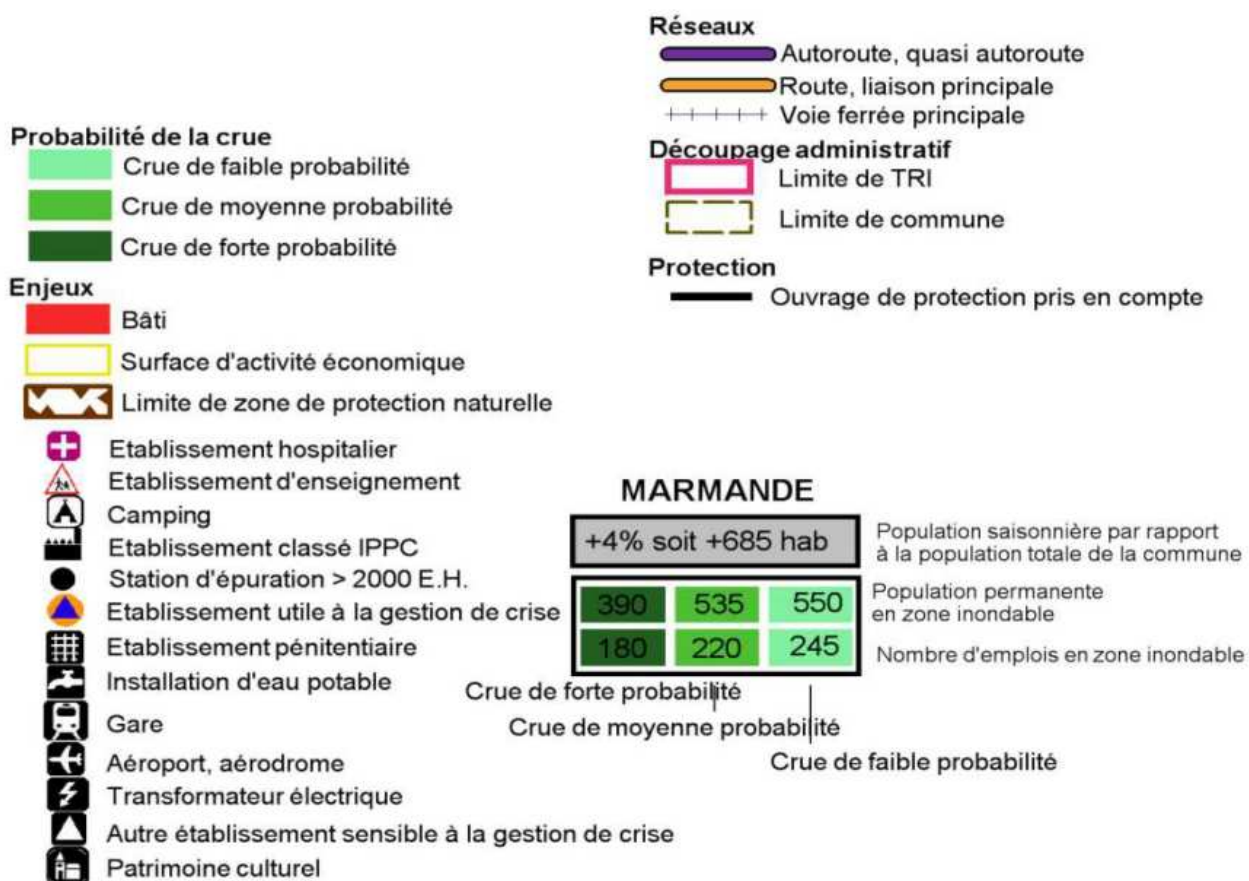 Réseaux
Autoroute, quasi autoroute
Route, liaison principale
Voie ferrée principale
Découpage administratif
Limite de TRI
Limite de commune
Protection
Ouvrage de protection pris en compte
Probabilité de la crue
Crue de faible probabilité
Crue de moyenne probabilité
Crue de forte probabilité
Enjeux
Bâti
Surface d'activité économique
Limite de zone de protection naturelle
Etablissement hospitalier
Etablissement d'enseignement
Camping
Etablissement classé IPPC
Station d'épuration > 2000 E.H.
Etablissement utile à la gestion de crise
Etablissement pénitentiaire
Installation d'eau potable
Gare
Aéroport, aérodrome
Transformateur électrique
Autre établissement sensible à la gestion de crise
Patrimoine culturel
MARMANDE
+4% soit +685 hab
Population saisonnière par rapport
à la population totale de la commune
390 535 550
Population permanente
en zone inondable
180 220 245
Nombre d'emplois en zone inondable
Crue de forte probabilité
Crue de moyenne probabilité
Crue de faible probabilité